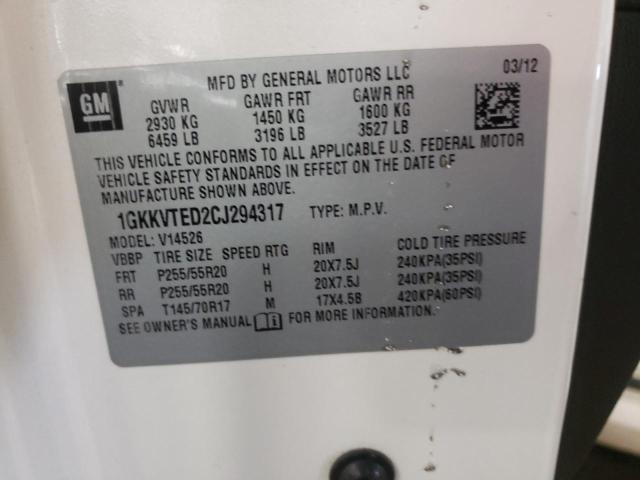 MFD BY GENERAL MOTORS LLC 03/12
GM
GVWR GAWR FRT GAWR RR
2930 KG 1450 KG 1600 KG
6459 LB 3196 LB 3527 LB
THIS VEHICLE CONFORMS TO ALL APPLICABLE U.S. FEDERAL MOTOR
VEHICLE SAFETY STANDARDS IN EFFECT ON THE DATE OF
MANUFACTURE SHOWN ABOVE.
1GKKVTED2CJ294317 TYPE: M.P.V.
MODEL: V14526
VBBP TIRE SIZE SPEED RTG RIM COLD TIRE PRESSURE
FRT P255/55R20 H 20X7.5J 240KPA(35PSI)
RR P255/55R20 H 20X7.5J 240KPA(35PSI)
SPA T145/70R17 M 17X4.5B 420KPA(60PSI)
SEE OWNER'S MANUAL FOR MORE INFORMATION.